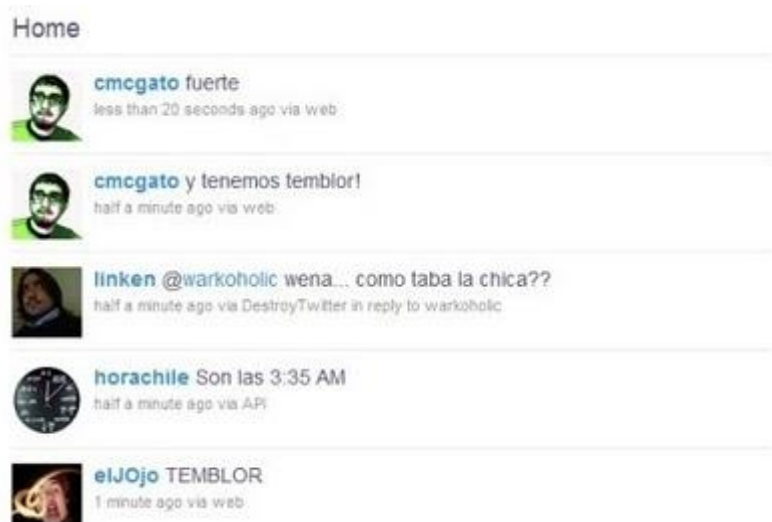 Home
cmcgato fuerte
less than 20 seconds ago via web
cmcgato y tenemos temblor!
half a minute ago via web
linken @warkoholic wena... como taba la chica??
half a minute ago via DestroyTwitter in reply to warkoholic
horachile Son las 3:35 AM
half a minute ago via API
elJOjo TEMBLOR
1 minute ago via web